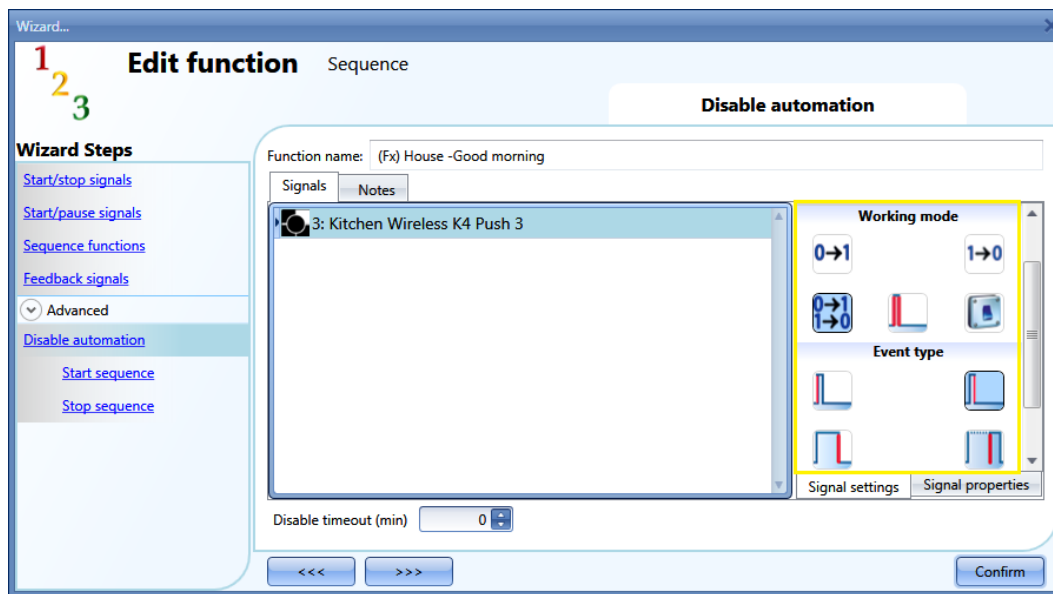 Wizard...
1
2
3
Edit function Sequence
Disable automation
Wizard Steps
Start/stop signals
Start/pause signals
Sequence functions
Feedback signals
Advanced
Disable automation
Start sequence
Stop sequence
Function name: (Fx) House -Good morning
Signals Notes
3: Kitchen Wireless K4 Push 3
Working mode
0→1 1→0
0→1
1→0
Event type
Signal settings Signal properties
Disable timeout (min) 0
<<< >>> Confirm